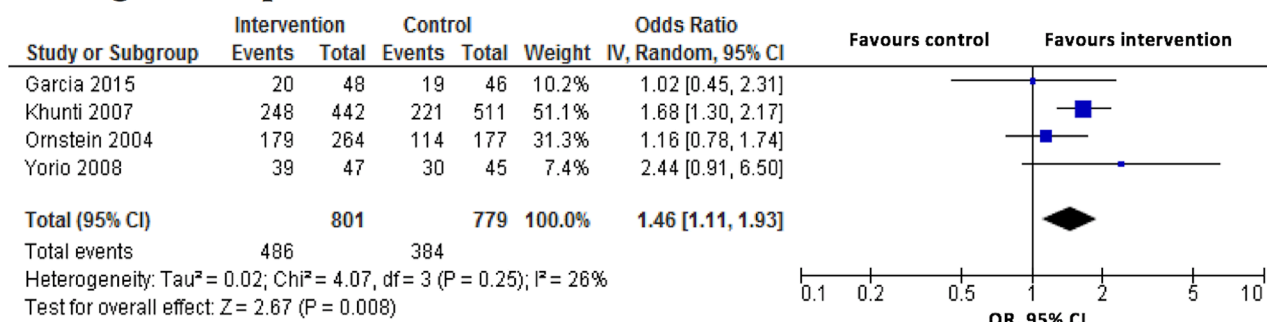 Intervention Control Odds Ratio
Study or Subgroup Events Total Events Total Weight IV, Random, 95% CI Favours control Favours intervention
Garcia 2015 20 48 19 46 10.2% 1.02 [0.45, 2.31]
Khunti 2007 248 442 221 511 51.1% 1.68 [1.30, 2.17]
Ornstein 2004 179 264 114 177 31.3% 1.16 [0.78, 1.74]
Yorio 2008 39 47 30 45 7.4% 2.44 [0.91, 6.50]
Total (95% CI) 801 779 100.0% 1.46 [1.11, 1.93]
Total events 486 384
Heterogeneity: Tau² = 0.02; Chi² = 4.07, df = 3 (P = 0.25); I² = 26%
Test for overall effect: Z = 2.67 (P = 0.008)
0.1 0.2 0.5 1 2 5 10
OR, 95% CI